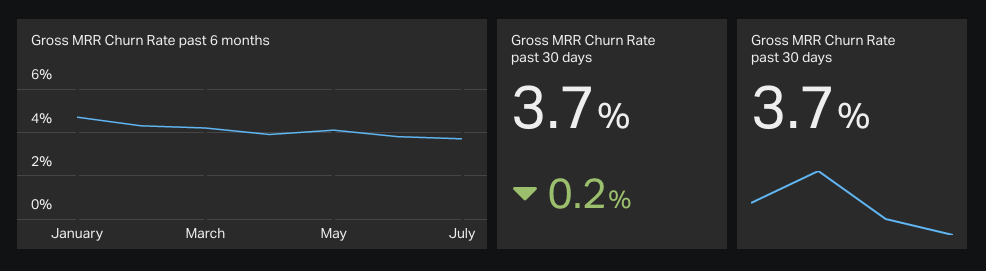 Gross MRR Churn Rate past 6 months
6%
4%
2%
0%
January March May July
Gross MRR Churn Rate
past 30 days
3.7%
0.2%
Gross MRR Churn Rate
past 30 days
3.7%